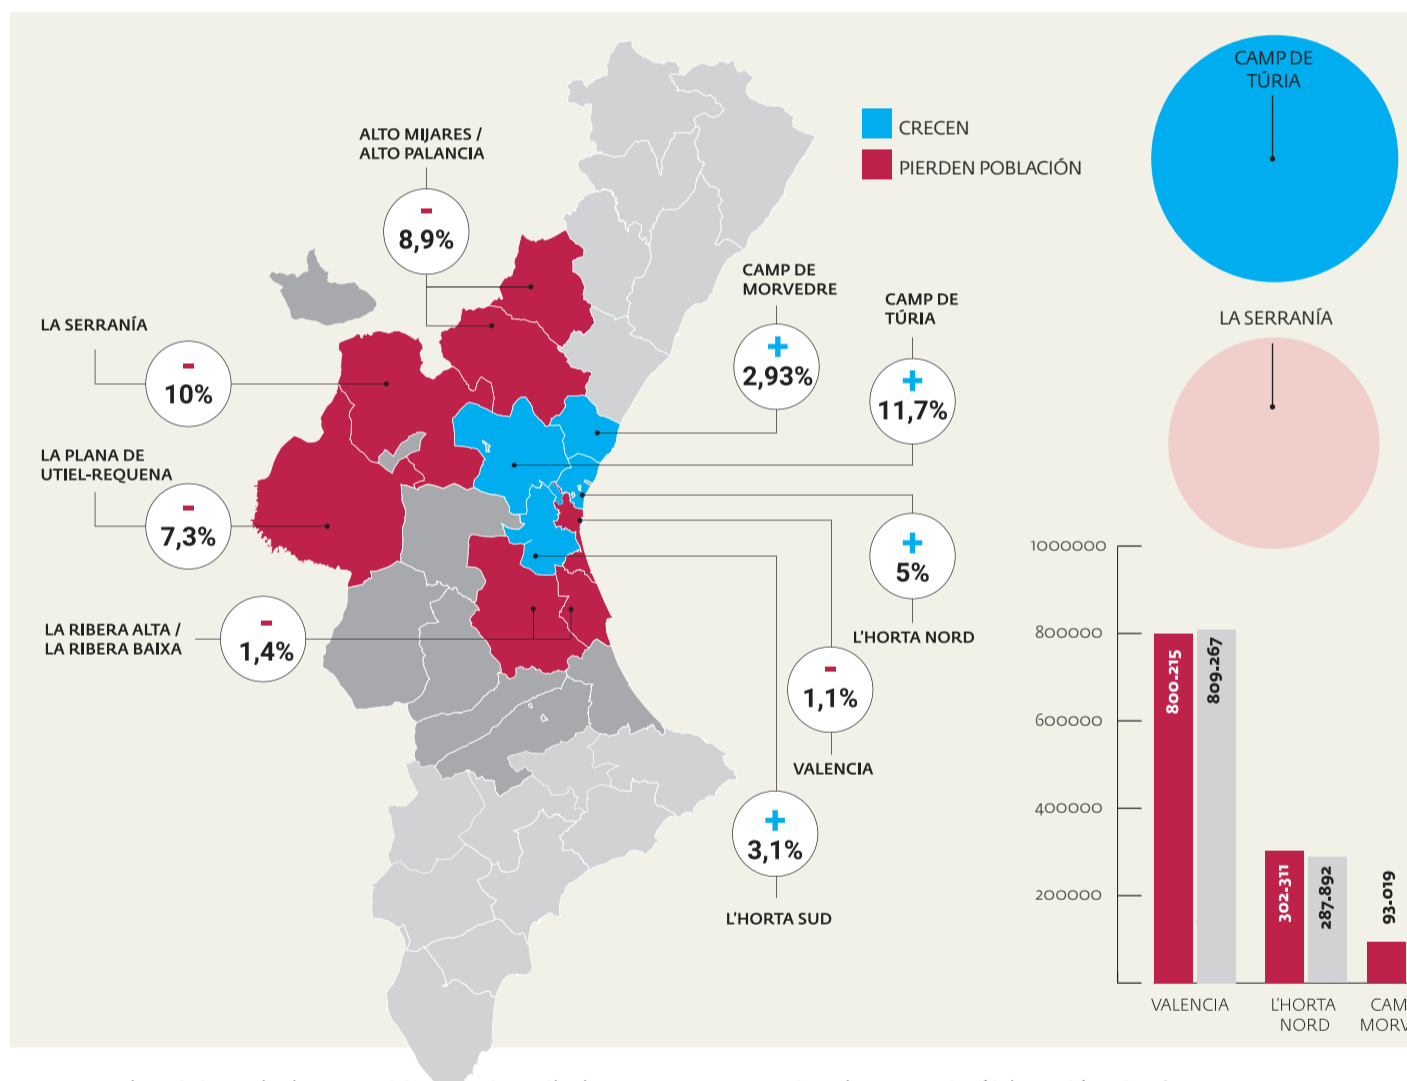 CAMP DE
TÚRIA
CRECEN
PIERDEN POBLACIÓN
ALTO MIJARES /
ALTO PALANCIA
-
8,9%
CAMP DE
MORVEDRE
+
2,93%
CAMP DE
TÚRIA
+
11,7%
LA SERRANÍA
-
10%
LA SERRANÍA
LA PLANA DE
UTIEL-REQUENA
-
7,3%
+
5%
L'HORTA NORD
LA RIBERA ALTA /
LA RIBERA BAIXA
-
1,4%
-
1,1%
VALENCIA
+
3,1%
L'HORTA SUD
1000000
800000
600000
400000
200000
800.215
809.267
302.311
287.892
93.019
VALENCIA
L'HORTA
NORD
CAM
MORV